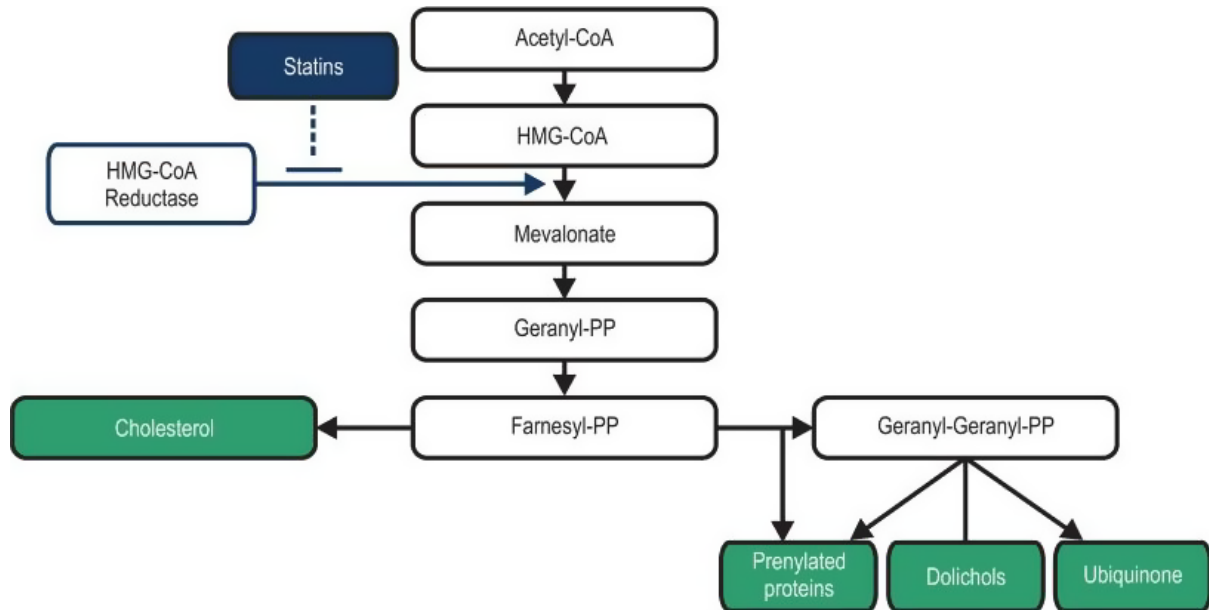 Acetyl-CoA
Statins
HMG-CoA
HMG-CoA
Reductase
Mevalonate
Geranyl-PP
Cholesterol
Farnesyl-PP
Geranyl-Geranyl-PP
Prenylated
proteins
Dolichols
Ubiquinone